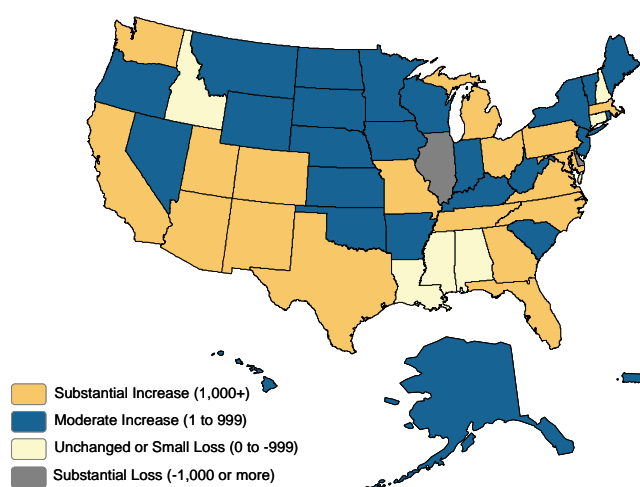 Substantial Increase (1,000+)
Moderate Increase (1 to 999)
Unchanged or Small Loss (0 to -999)
Substantial Loss (-1,000 or more)